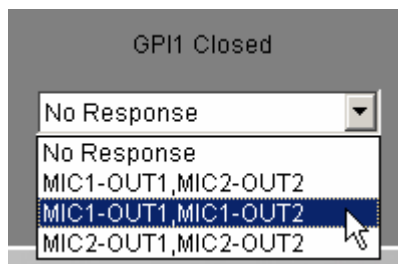 GPI1 Closed
No Response
No Response
MIC1-OUT1,MIC2-OUT2
MIC1-OUT1,MIC1-OUT2
MIC2-OUT1,MIC2-OUT2